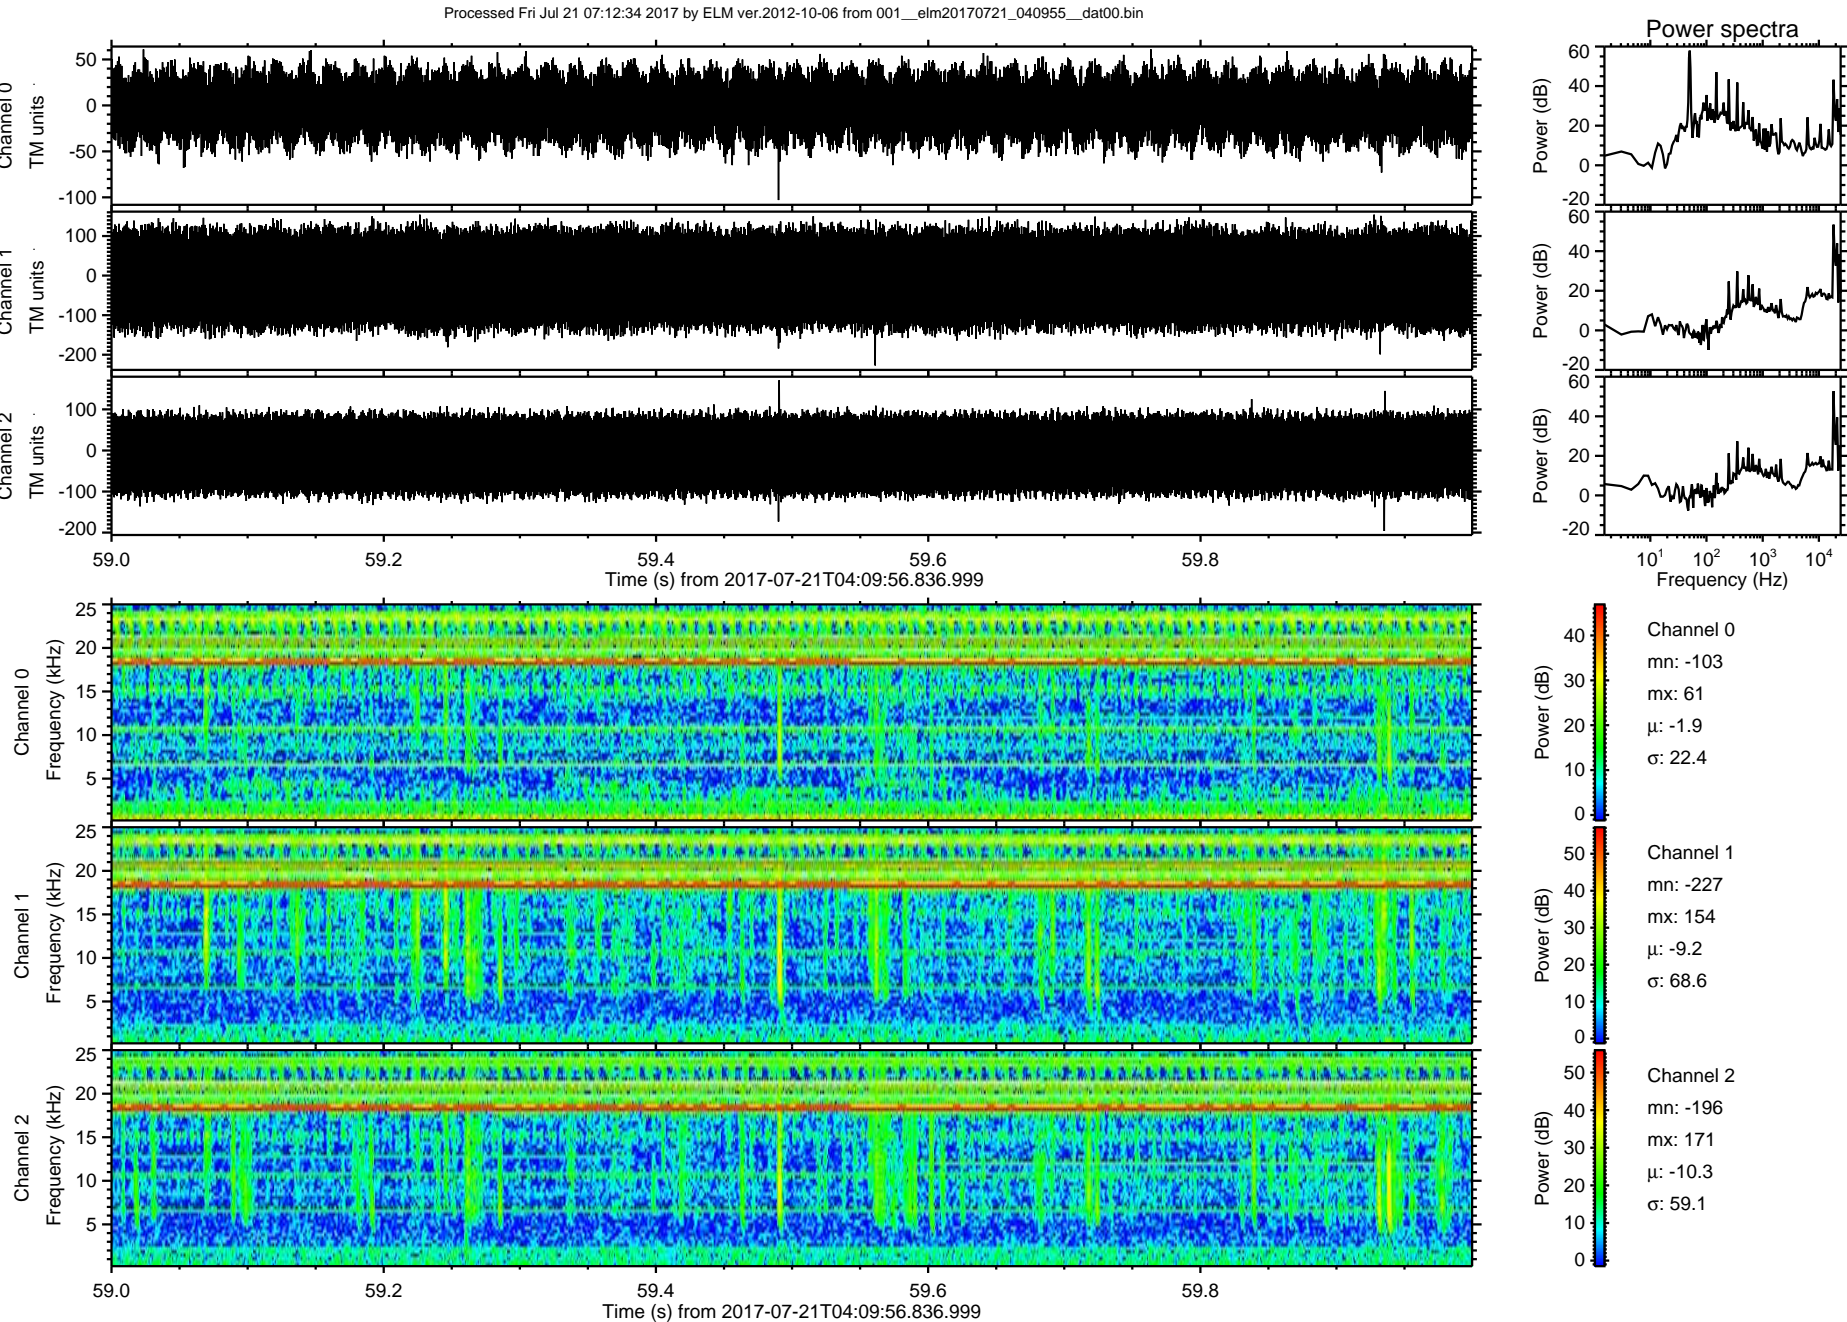 Processed Fri Jul 21 07:12:34 2017 by ELM ver.2012-10-06 from 001__elm20170721_040955__dat00.bin
Power spectra
Channel 0
TM units
50
0
-50
-100
Power (dB)
60
40
20
0
-20
Channel 1
TM units
100
0
-100
-200
Power (dB)
60
40
20
0
-20
Channel 2
TM units
100
0
-100
-200
Power (dB)
60
40
20
0
-20
59.0 59.2 59.4 59.6 59.8
Time (s) from 2017-07-21T04:09:56.836.999
10¹ 10² 10³ 10⁴
Frequency (Hz)
Channel 0
Frequency (kHz)
25
20
15
10
5
Power (dB)
40
30
20
10
0
Channel 0
mn: -103
mx: 61
μ: -1.9
σ: 22.4
Channel 1
Frequency (kHz)
25
20
15
10
5
Power (dB)
50
40
30
20
10
0
Channel 1
mn: -227
mx: 154
μ: -9.2
σ: 68.6
Channel 2
Frequency (kHz)
25
20
15
10
5
Power (dB)
50
40
30
20
10
0
Channel 2
mn: -196
mx: 171
μ: -10.3
σ: 59.1
59.0 59.2 59.4 59.6 59.8
Time (s) from 2017-07-21T04:09:56.836.999